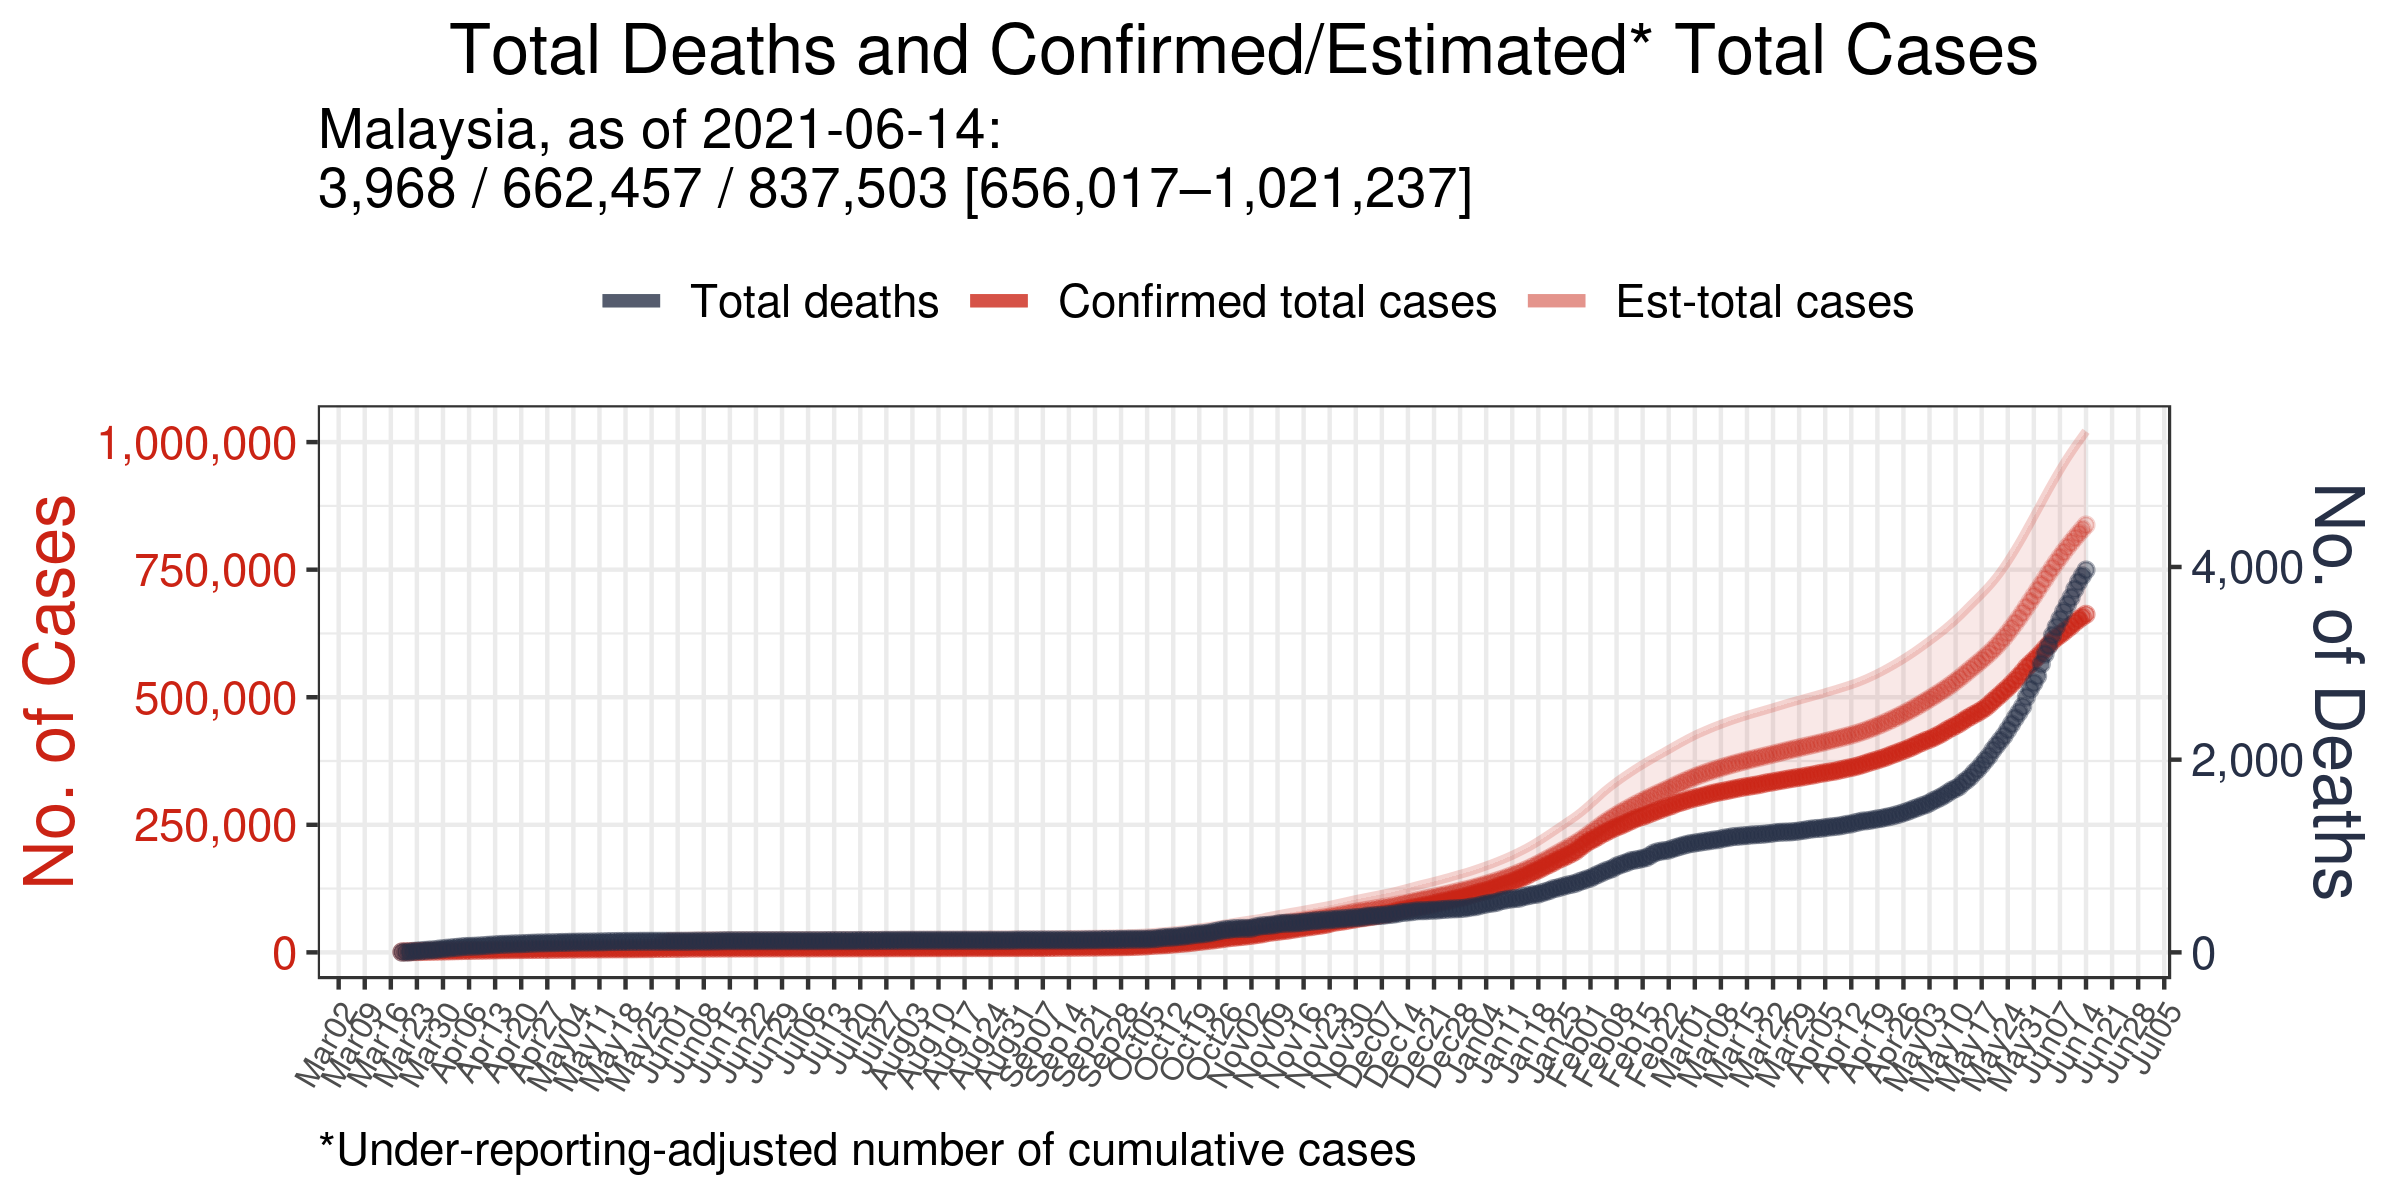 Total Deaths and Confirmed/Estimated* Total Cases
Malaysia, as of 2021-06-14:
3,968 / 662,457 / 837,503 [656,017–1,021,237]
Total deaths
Confirmed total cases
Est-total cases
No. of Cases
1,000,000
750,000
500,000
250,000
0
No. of Deaths
4,000
2,000
0
Mar02
Mar09
Mar16
Mar23
Mar30
Apr06
Apr13
Apr20
Apr27
May04
May11
May18
May25
Jun01
Jun08
Jun15
Jun22
Jun29
Jul06
Jul13
Jul20
Jul27
Aug03
Aug10
Aug17
Aug24
Aug31
Sep07
Sep14
Sep21
Sep28
Oct05
Oct12
Oct19
Oct26
Nov02
Nov09
Nov16
Nov23
Nov30
Dec07
Dec14
Dec21
Dec28
Jan04
Jan11
Jan18
Jan25
Feb01
Feb08
Feb15
Feb22
Mar01
Mar08
Mar15
Mar22
Mar29
Apr05
Apr12
Apr19
Apr26
May03
May10
May17
May24
May31
Jun07
Jun14
Jun21
Jun28
Jul05
*Under-reporting-adjusted number of cumulative cases